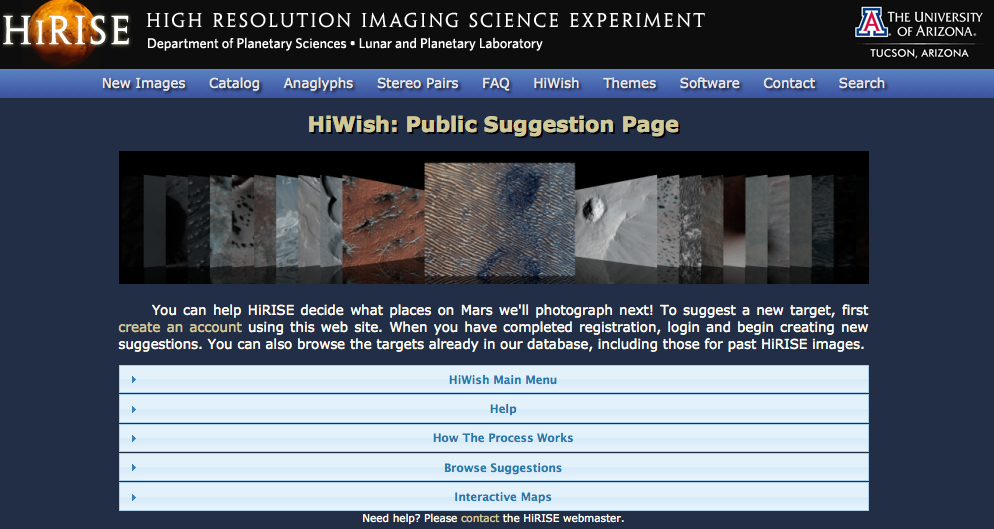 HiRISE
HIGH RESOLUTION IMAGING SCIENCE EXPERIMENT
Department of Planetary Sciences ▪ Lunar and Planetary Laboratory
A
THE UNIVERSITY
OF ARIZONA.
TUCSON, ARIZONA
New Images Catalog Anaglyphs Stereo Pairs FAQ HiWish Themes Software Contact Search
HiWish: Public Suggestion Page
You can help HiRISE decide what places on Mars we'll photograph next! To suggest a new target, first
create an account using this web site. When you have completed registration, login and begin creating new
suggestions. You can also browse the targets already in our database, including those for past HiRISE images.
HiWish Main Menu
Help
How The Process Works
Browse Suggestions
Interactive Maps
Need help? Please contact the HiRISE webmaster.